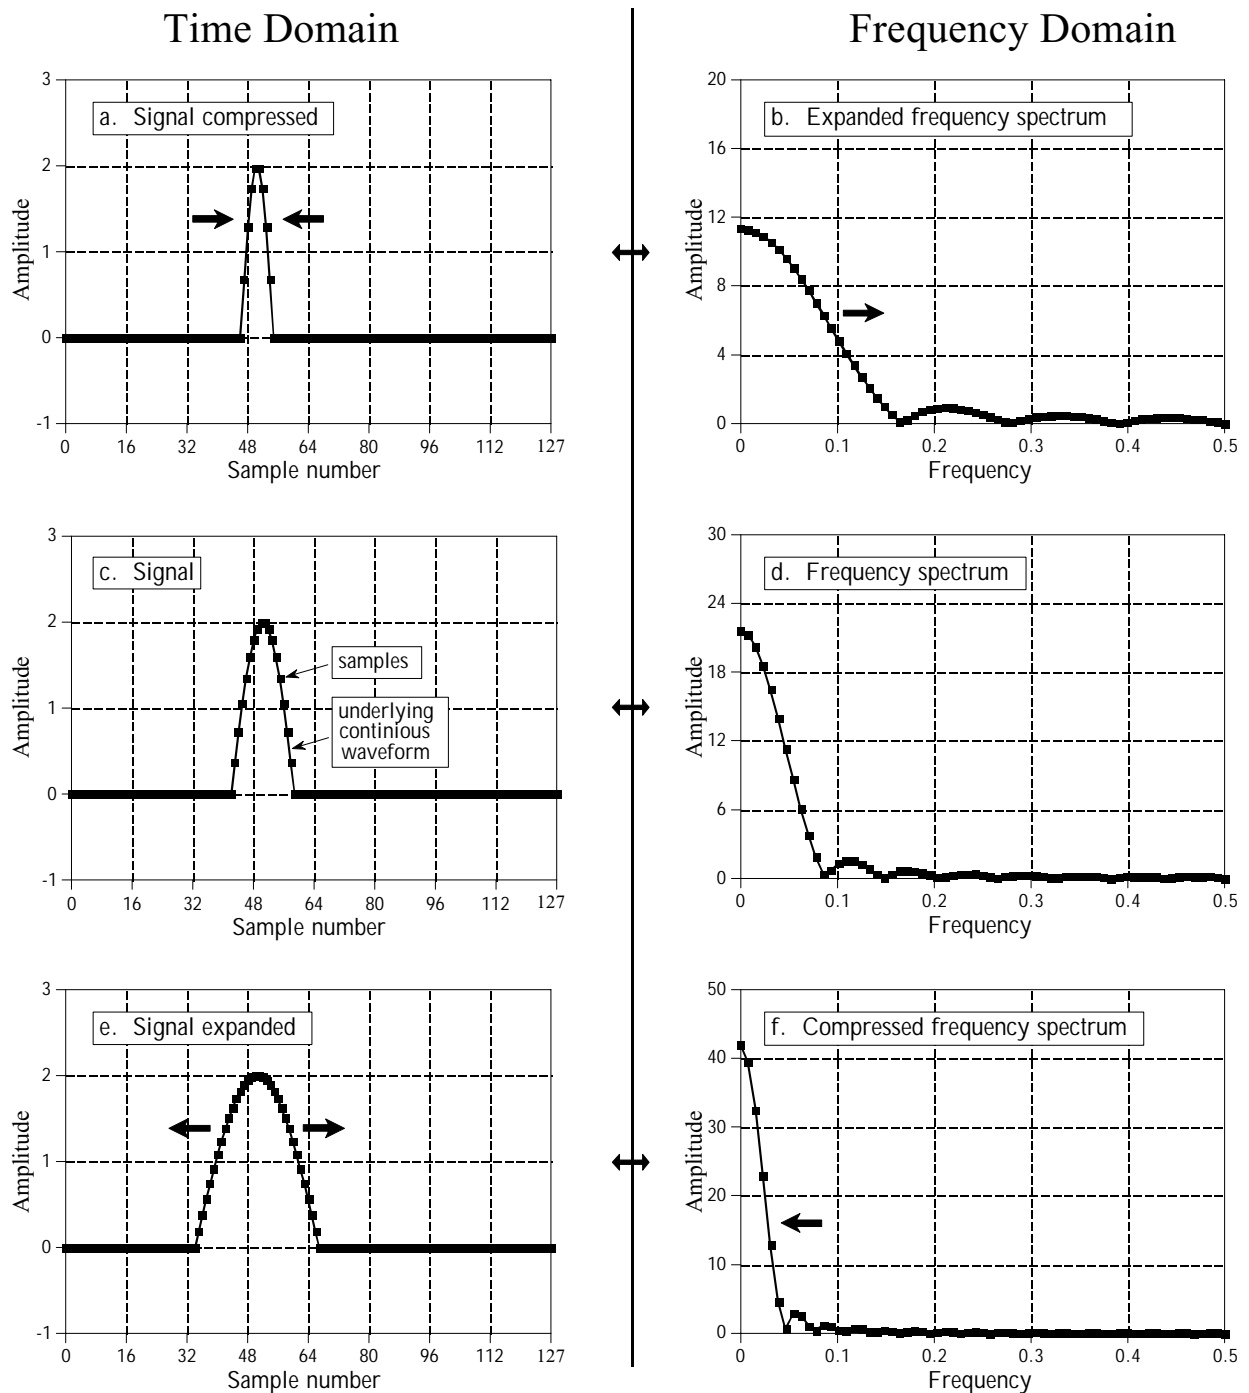 Time Domain
Frequency Domain
3
2
1
0
-1
Amplitude
a. Signal compressed
0 16 32 48 64 80 96 112 127
Sample number
20
16
12
8
4
0
Amplitude
b. Expanded frequency spectrum
0 0.1 0.2 0.3 0.4 0.5
Frequency
3
2
1
0
-1
Amplitude
c. Signal
samples
underlying
continious
waveform
0 16 32 48 64 80 96 112 127
Sample number
30
24
18
12
6
0
Amplitude
d. Frequency spectrum
0 0.1 0.2 0.3 0.4 0.5
Frequency
3
2
1
0
-1
Amplitude
e. Signal expanded
0 16 32 48 64 80 96 112 127
Sample number
50
40
30
20
10
0
Amplitude
f. Compressed frequency spectrum
0 0.1 0.2 0.3 0.4 0.5
Frequency